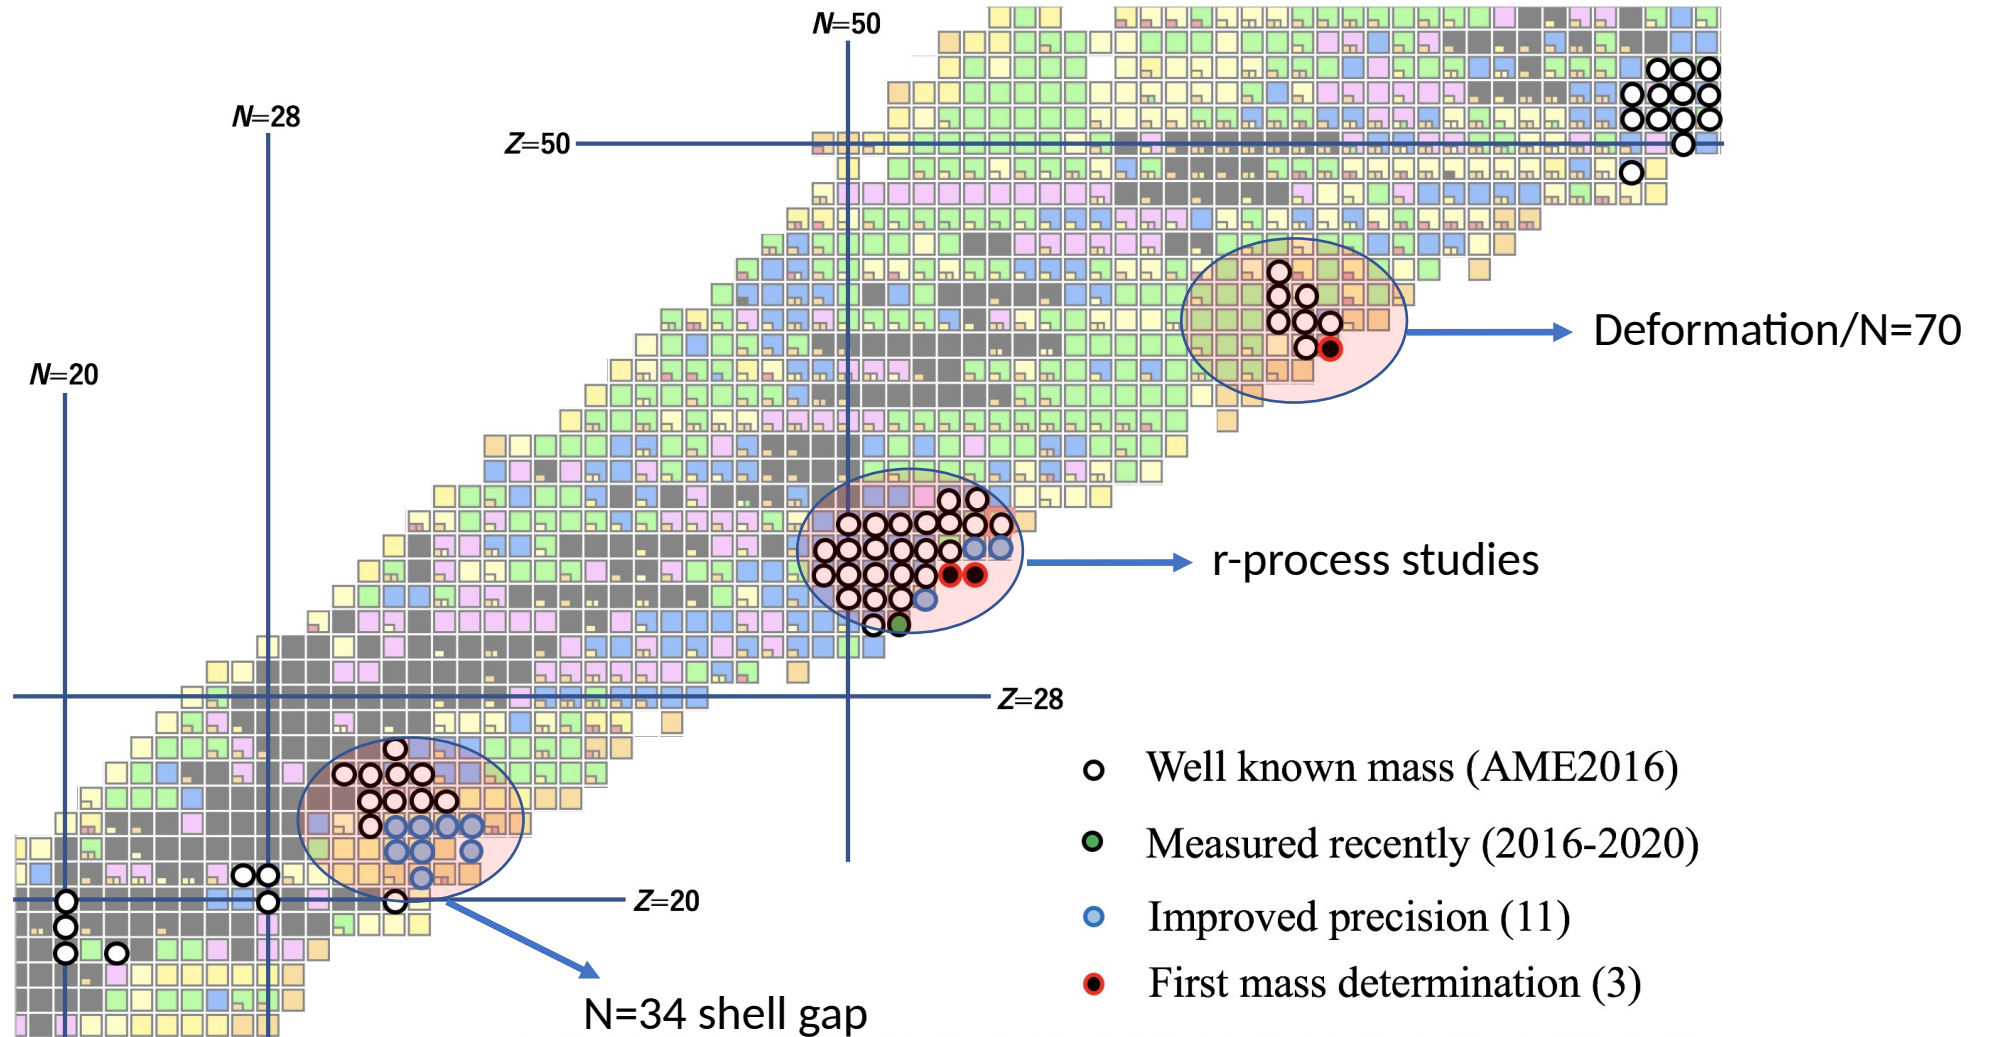 N=50
N=28
Z=50
Deformation/N=70
N=20
r-process studies
Z=28
Well known mass (AME2016)
Measured recently (2016-2020)
Z=20
Improved precision (11)
First mass determination (3)
N=34 shell gap